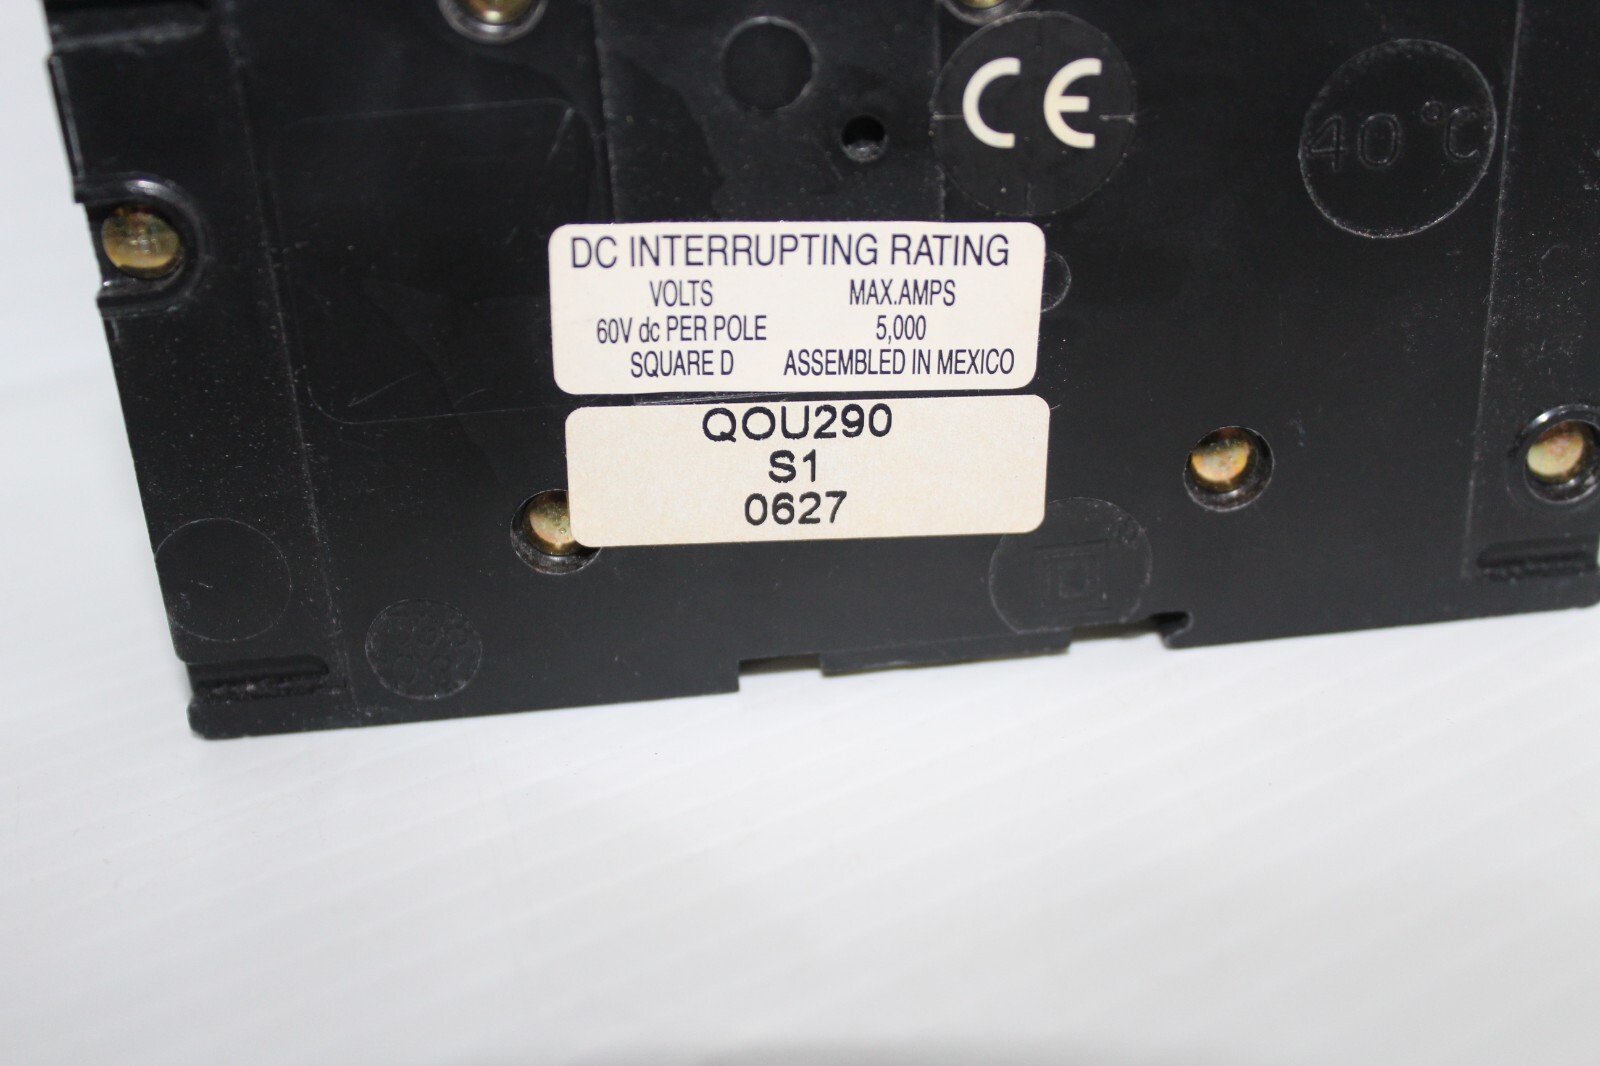 CE
40 °C
DC INTERRUPTING RATING
VOLTS MAX.AMPS
60V dc PER POLE 5,000
SQUARE D ASSEMBLED IN MEXICO
QOU290
S1
0627